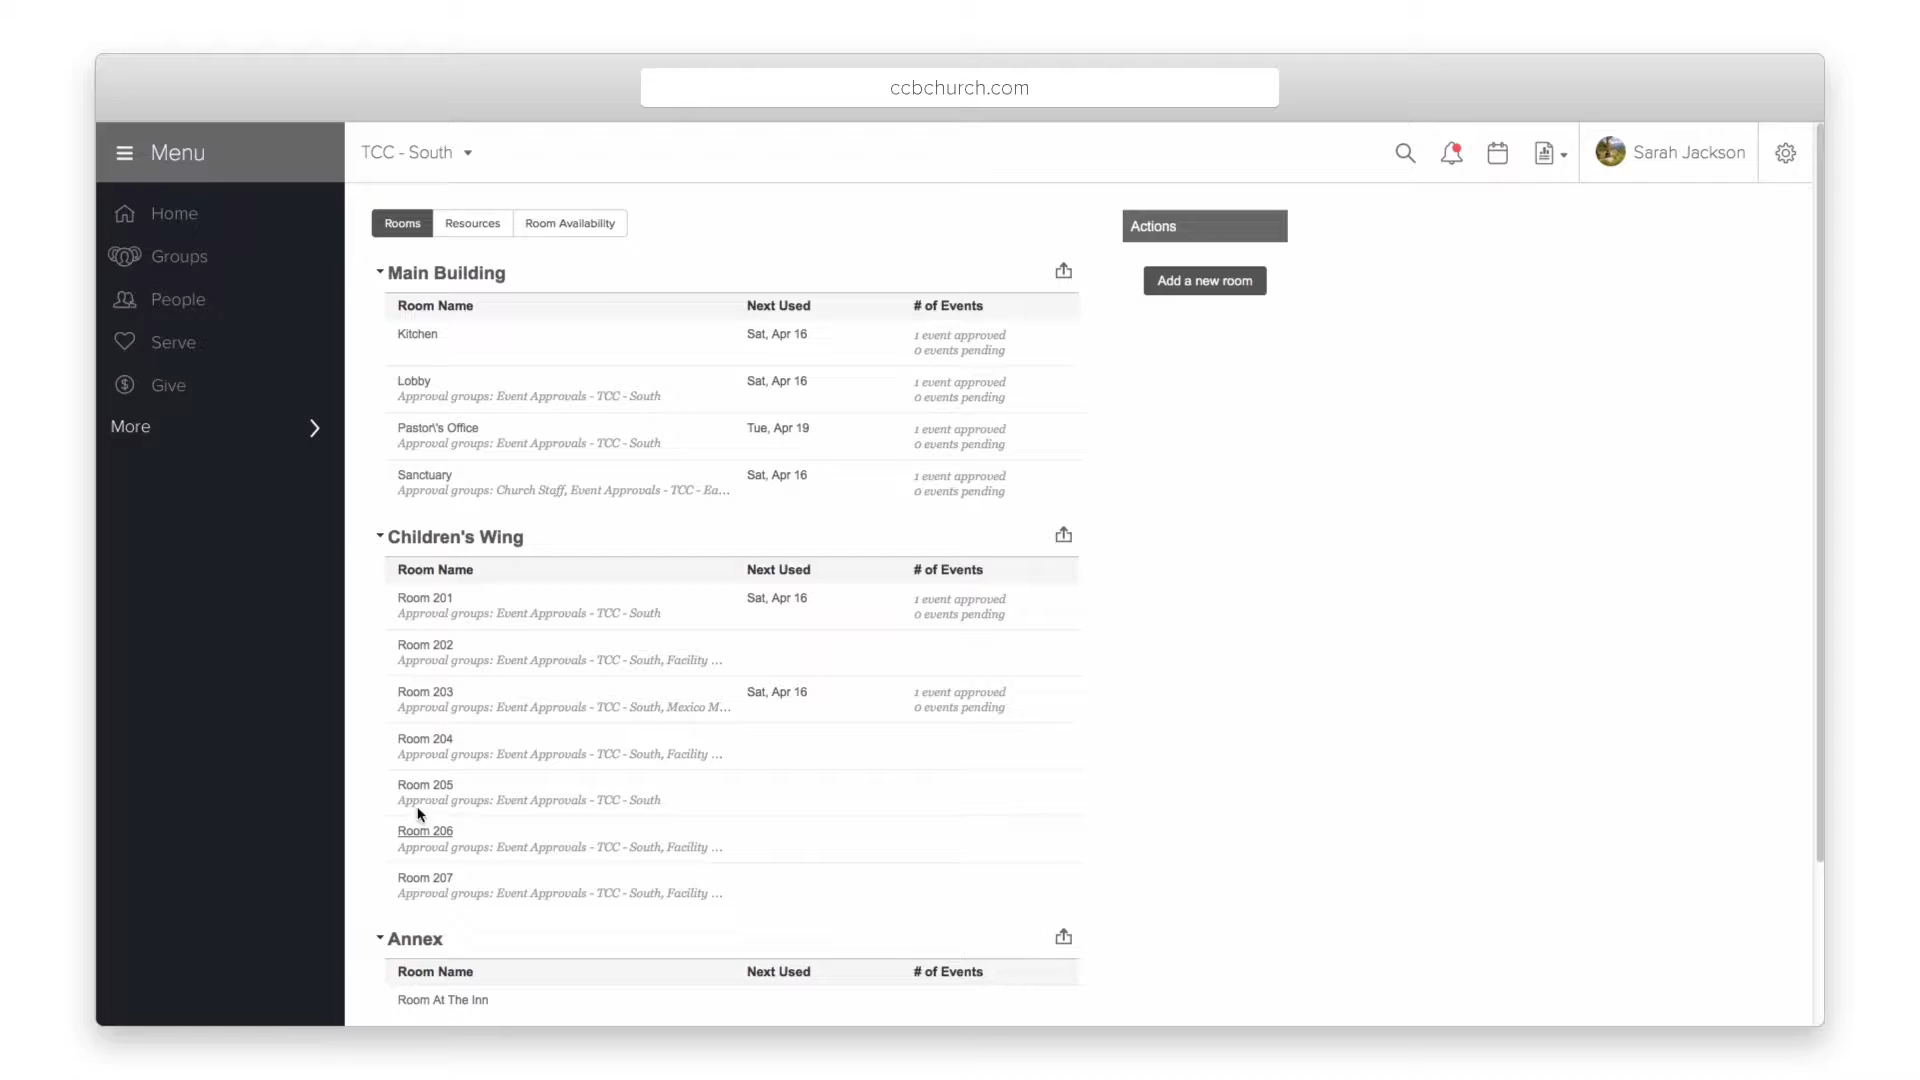 ccbchurch.com
Menu
TCC - South
Sarah Jackson
Home
Groups
People
Serve
Give
More
Rooms
Resources
Room Availability
Actions
Add a new room
Main Building
Room Name Next Used # of Events
Kitchen Sat, Apr 16 1 event approved
0 events pending
Lobby Sat, Apr 16 1 event approved
Approval groups: Event Approvals - TCC - South 0 events pending
Pastor\'s Office Tue, Apr 19 1 event approved
Approval groups: Event Approvals - TCC - South 0 events pending
Sanctuary Sat, Apr 16 1 event approved
Approval groups: Church Staff, Event Approvals - TCC - Ea... 0 events pending
Children's Wing
Room Name Next Used # of Events
Room 201 Sat, Apr 16 1 event approved
Approval groups: Event Approvals - TCC - South 0 events pending
Room 202
Approval groups: Event Approvals - TCC - South, Facility ...
Room 203 Sat, Apr 16 1 event approved
Approval groups: Event Approvals - TCC - South, Mexico M... 0 events pending
Room 204
Approval groups: Event Approvals - TCC - South, Facility ...
Room 205
Approval groups: Event Approvals - TCC - South
Room 206
Approval groups: Event Approvals - TCC - South, Facility ...
Room 207
Approval groups: Event Approvals - TCC - South, Facility ...
Annex
Room Name Next Used # of Events
Room At The Inn